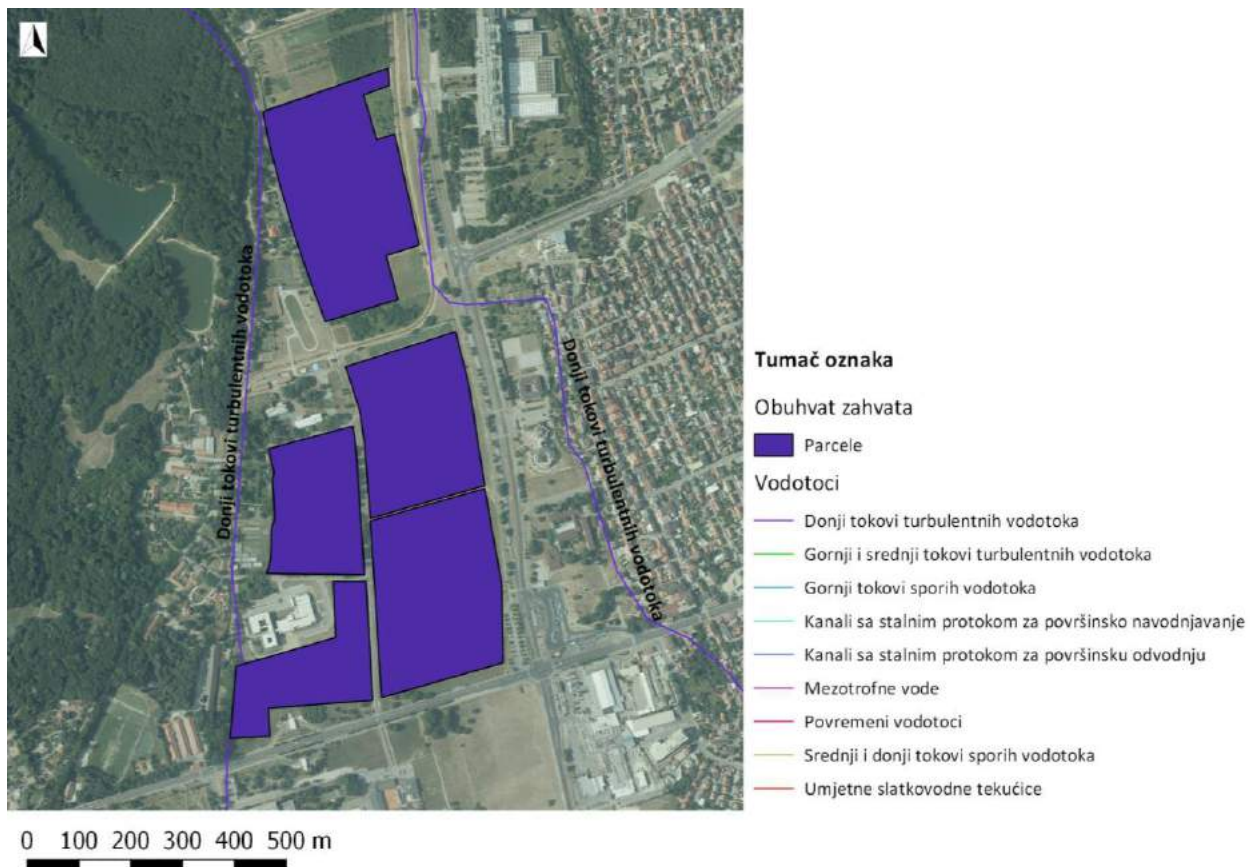 Donji tokovi turbulentnih vodotoka
Donji tokovi turbulentnih vodotoka
Tumač oznaka
Obuhvat zahvata
Parcele
Vodotoci
Donji tokovi turbulentnih vodotoka
Gornji i srednji tokovi turbulentnih vodotoka
Gornji tokovi sporih vodotoka
Kanali sa stalnim protokom za površinsko navodnjavanje
Kanali sa stalnim protokom za površinsku odvodnju
Mezotrofne vode
Povremeni vodotoci
Srednji i donji tokovi sporih vodotoka
Umjetne slatkovodne tekućice
0 100 200 300 400 500 m